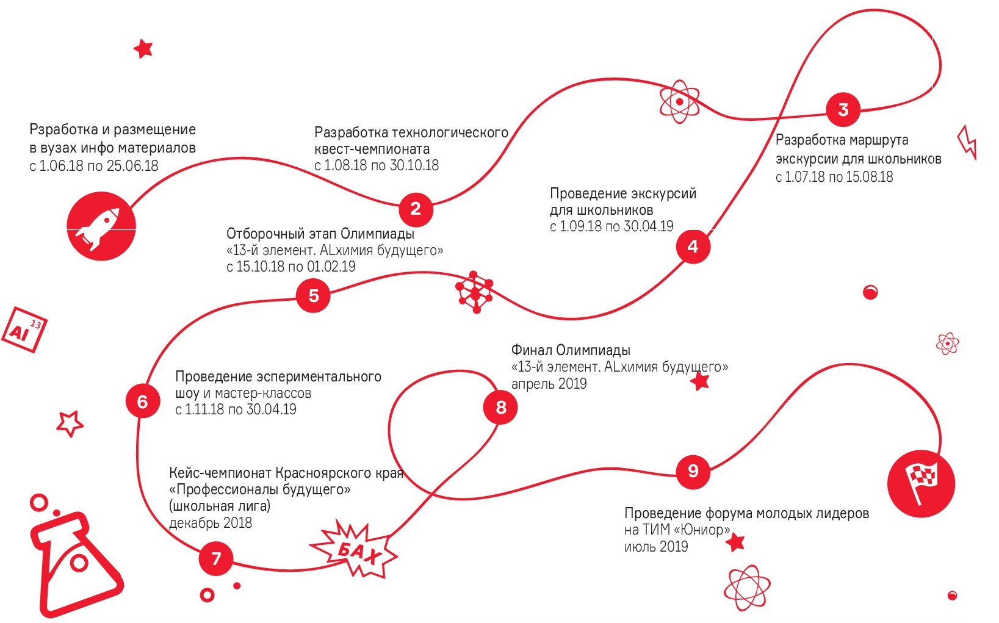 Рзработка и размещение
в вузах инфо материалов
с 1.06.18 по 25.06.18
Разработка технологического
квест-чемпионата
с 1.08.18 по 30.10.18
2
3
Разработка маршрута
экскурсии для школьников
с 1.07.18 по 15.08.18
Проведение экскурсий
для школьников
с 1.09.18 по 30.04.19
4
Отборочный этап Олимпиады
«13-й элемент. ALхимия будущего»
с 15.10.18 по 01.02.19
5
13
Al
Проведение эспериментального
шоу и мастер-классов
с 1.11.18 по 30.04.19
6
Кейс-чемпионат Красноярского края
«Профессионалы будущего»
(школьная лига)
декабрь 2018
7
БАХ
Финал Олимпиады
«13-й элемент. ALхимия будущего»
апрель 2019
8
9
Проведение форума молодых лидеров
на ТИМ «Юниор»
июль 2019